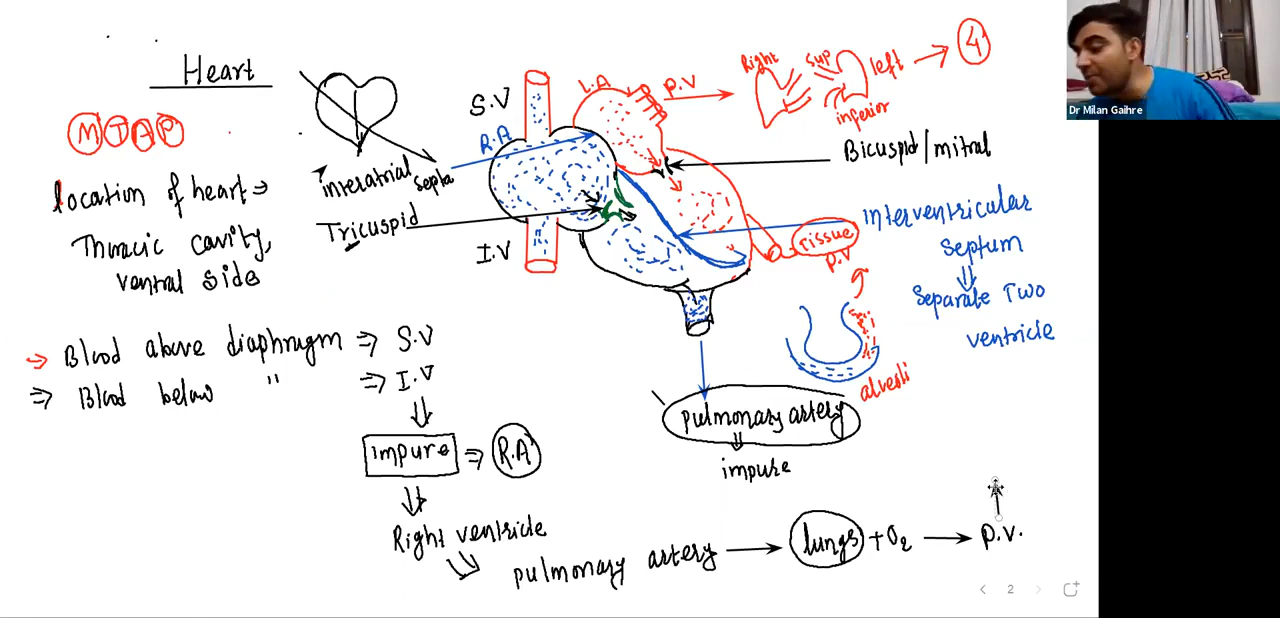 Heart
M T A P
location of heart ⇒
Thoracic cavity,
ventral side
Interatrial septa
Tricuspid
S.V
R.A
I.V
L.A
P.V
Right
Sup
left
inferior
4
Bicuspid/mitral
Interventricular
Septum
Separate Two
ventricle
Tissue
P.V
alveoli
→ Blood above diaphragm ⇒ S.V
⇒ Blood below " ⇒ I.V
impure ⇒ R.A
Right ventricle
pulmonary artery → lungs + O2 → P.V.
pulmonary artery
impure
Dr Milan Gaihre
2